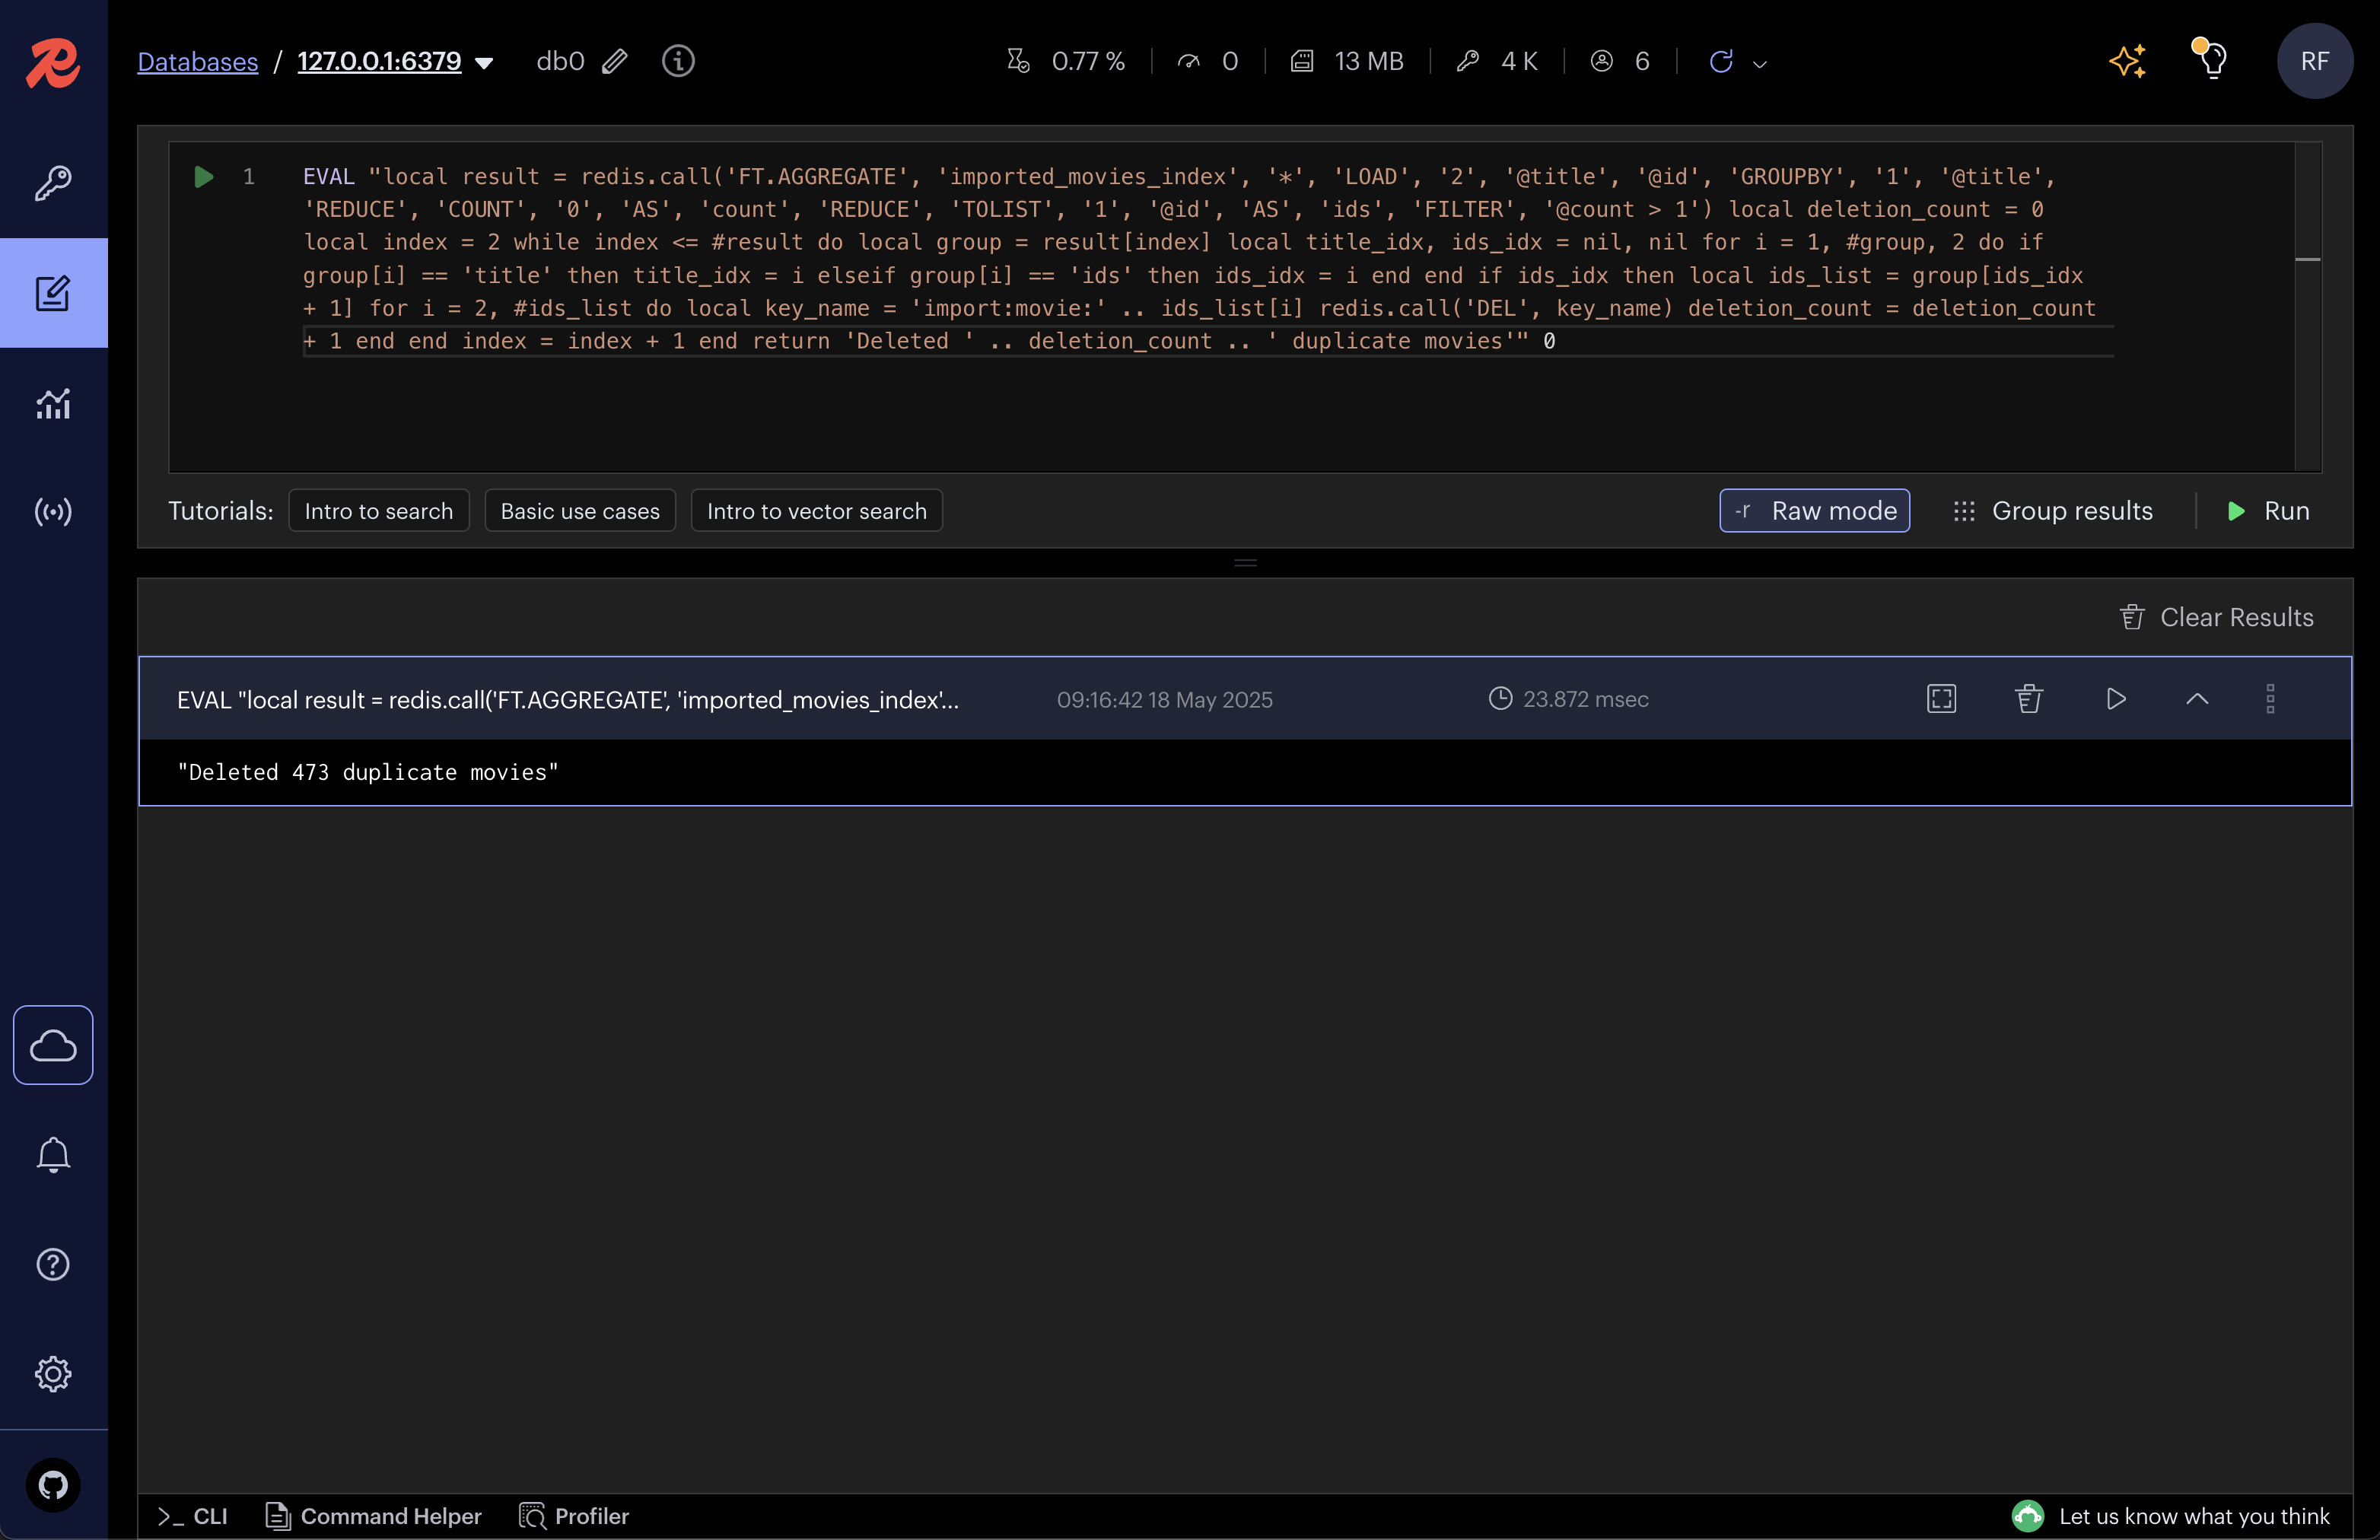 Databases / 127.0.0.1:6379 db0 0.77 % 0 13 MB 4 K 6 RF
1 EVAL "local result = redis.call('FT.AGGREGATE', 'imported_movies_index', '*', 'LOAD', '2', '@title', '@id', 'GROUPBY', '1', '@title',
'REDUCE', 'COUNT', '0', 'AS', 'count', 'REDUCE', 'TOLIST', '1', '@id', 'AS', 'ids', 'FILTER', '@count > 1') local deletion_count = 0
local index = 2 while index <= #result do local group = result[index] local title_idx, ids_idx = nil, nil for i = 1, #group, 2 do if
group[i] == 'title' then title_idx = i elseif group[i] == 'ids' then ids_idx = i end end if ids_idx then local ids_list = group[ids_idx
+ 1] for i = 2, #ids_list do local key_name = 'import:movie:' .. ids_list[i] redis.call('DEL', key_name) deletion_count = deletion_count
+ 1 end end index = index + 1 end return 'Deleted ' .. deletion_count .. ' duplicate movies'" 0
Tutorials: Intro to search Basic use cases Intro to vector search -r Raw mode Group results Run
Clear Results
EVAL "local result = redis.call('FT.AGGREGATE', 'imported_movies_index'... 09:16:42 18 May 2025 23.872 msec
"Deleted 473 duplicate movies"
>_ CLI Command Helper Profiler Let us know what you think